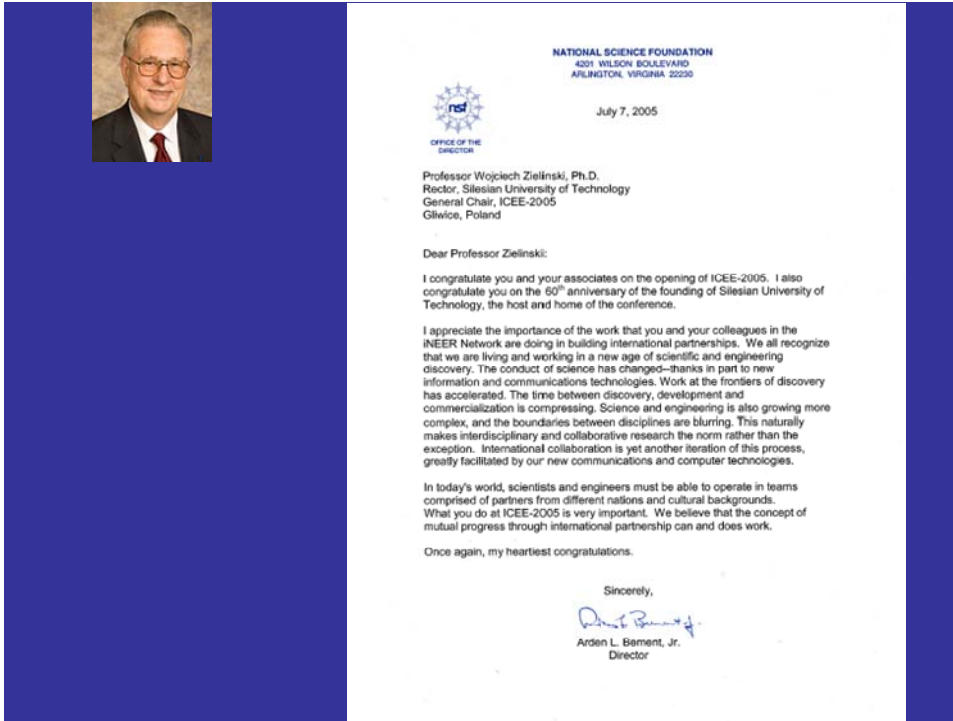 NATIONAL SCIENCE FOUNDATION
4201 WILSON BOULEVARD
ARLINGTON, VIRGINIA 22230
nsf
OFFICE OF THE
DIRECTOR
July 7, 2005
Professor Wojciech Zielinski, Ph.D.
Rector, Silesian University of Technology
General Chair, ICEE-2005
Gliwice, Poland
Dear Professor Zielinskii:
I congratulate you and your associates on the opening of ICEE-2005.  I also
congratulate you on the 60th anniversary of the founding of Silesian University of
Technology, the host and home of the conference.
I appreciate the importance of the work that you and your colleagues in the
iNEER Network are doing in building international partnerships.  We all recognize
that we are living and working in a new age of scientific and engineering
discovery. The conduct of science has changed--thanks in part to new
information and communications technologies. Work at the frontiers of discovery
has accelerated. The time between discovery, development and
commercialization is compressing. Science and engineering is also growing more
complex, and the boundaries between disciplines are blurring. This naturally
makes interdisciplinary and collaborative research the norm rather than the
exception.  International collaboration is yet another iteration of this process,
greatly facilitated by our new communications and computer technologies.
In today's world, scientists and engineers must be able to operate in teams
comprised of partners from different nations and cultural backgrounds.
What you do at ICEE-2005 is very important.  We believe that the concept of
mutual progress through international partnership can and does work.
Once again, my heartiest congratulations.
Sincerely,
Arden L. Bement, Jr.
Arden L. Bement, Jr.
Director